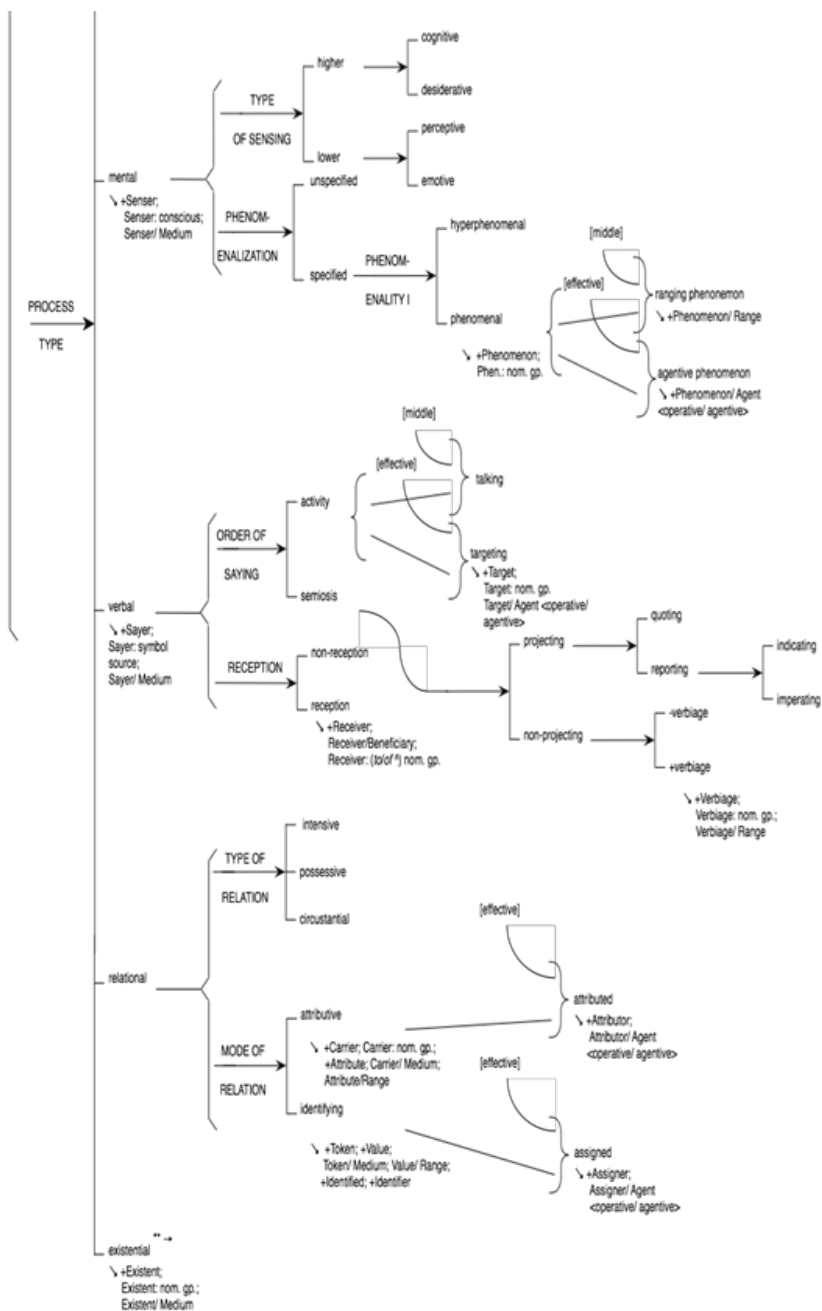 cognitive
higher
desiderative
TYPE
OF SENSING
perceptive
lower
emotive
mental
↘ +Senser;
Senser: conscious;
Senser/ Medium
unspecified
PHENOM-
ENALIZATION
specified
PHENOM-
ENALITY I
hyperphenomenal
phenomenal
↘ +Phenomenon;
Phen.: nom. gp.
[middle]
[effective]
ranging phenonemon
↘ +Phenomenon/ Range
agentive phenomenon
↘ +Phenomenon/ Agent
<operative/ agentive>
PROCESS
TYPE
[middle]
[effective]
talking
activity
ORDER OF
SAYING
targeting
↘ +Target;
Target: nom. gp.
Target/ Agent <operative/
agentive>
semiosis
verbal
↘ +Sayer;
Sayer: symbol
source;
Sayer/ Medium
RECEPTION
non-reception
reception
↘ +Receiver;
Receiver/Beneficiary;
Receiver: (to/of ^) nom. gp.
projecting
quoting
reporting
indicating
imperating
non-projecting
-verbiage
+verbiage
↘ +Verbiage;
Verbiage: nom. gp.;
Verbiage/ Range
intensive
TYPE OF
RELATION
possessive
circustantial
relational
[effective]
attributive
attributed
↘ +Attributor;
Attributor/ Agent
<operative/ agentive>
MODE OF
RELATION
↘ +Carrier; Carrier: nom. gp.;
+Attribute; Carrier/ Medium;
Attribute/Range
identifying
[effective]
↘ +Token; +Value;
Token/ Medium; Value/ Range;
+Identified; +Identifier
assigned
↘ +Assigner;
Assigner/ Agent
<operative/ agentive>
existential
↘ +Existent;
Existent: nom. gp.;
Existent/ Medium